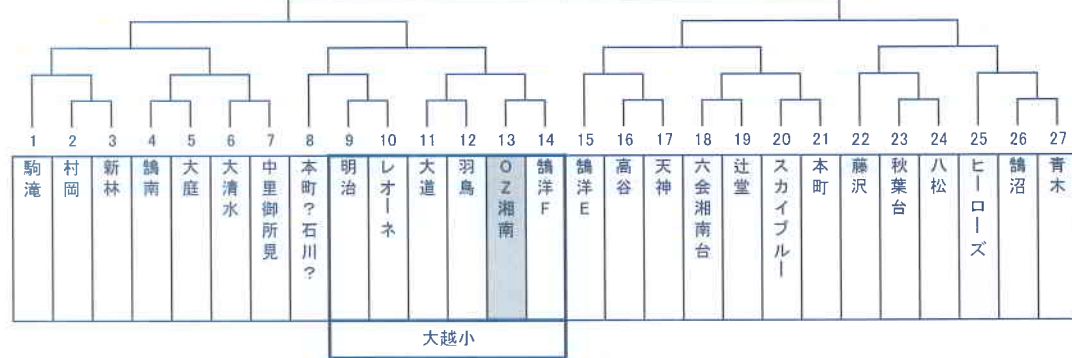 1 2 3 4 5 6 7 8 9 10 11 12 13 14 15 16 17 18 19 20 21 22 23 24 25 26 27
駒滝
村岡
新林
鵠南
大庭
大清水
中里御所見
本町?石川?
明治
レオーネ
大道
羽鳥
OZ湘南
鵠洋F
鵠洋E
高谷
天神
六会湘南台
辻堂
スカイブルー
本町
藤沢
秋葉台
八松
ヒーローズ
鵠沼
青木
大越小